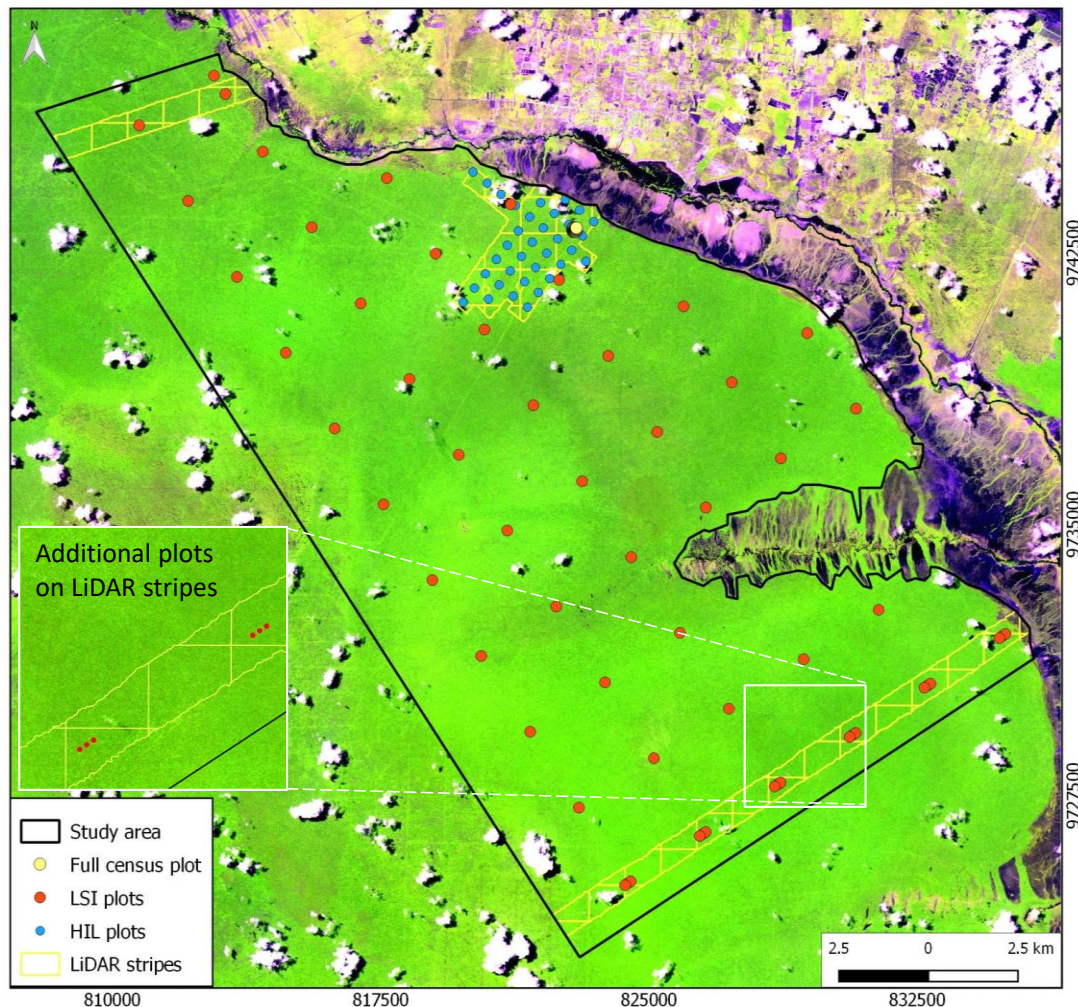 N
9742500
9735000
9727500
Additional plots
on LiDAR stripes
Study area
Full census plot
LSI plots
HIL plots
LiDAR stripes
2.5 0 2.5 km
810000 817500 825000 832500